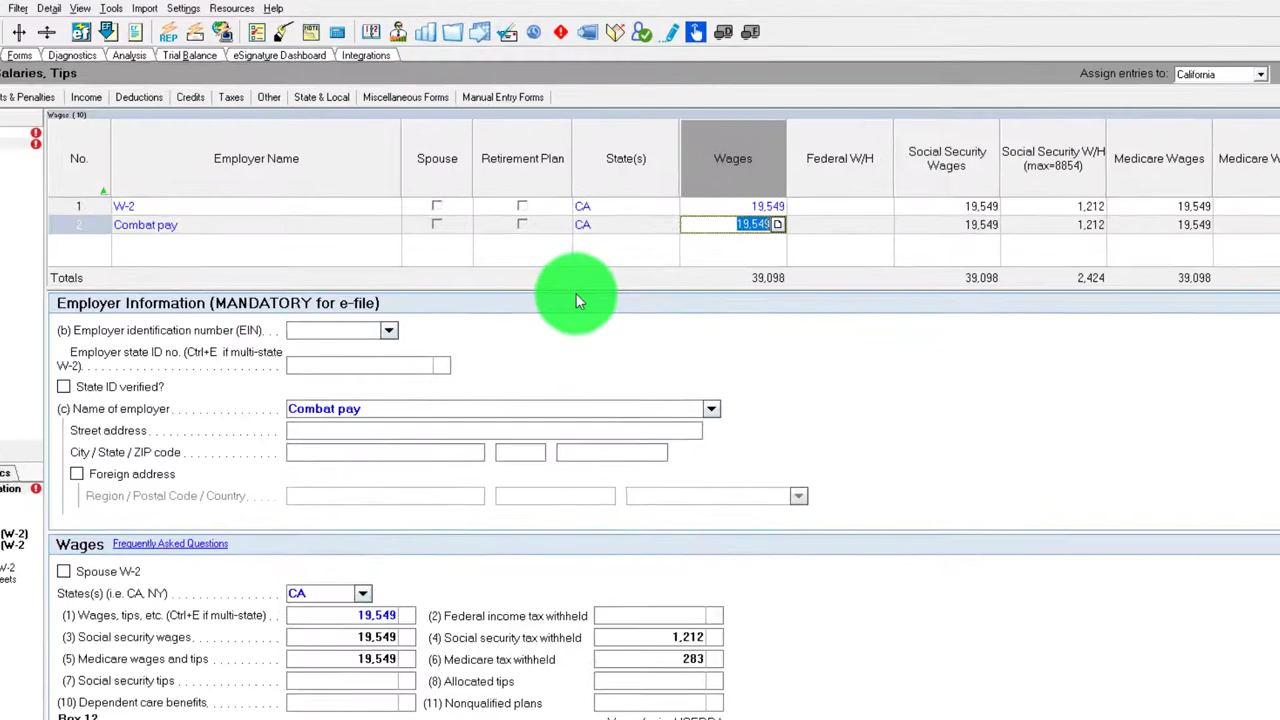 Filter Detail View Tools Import Settings Resources Help
Forms Diagnostics Analysis Trial Balance eSignature Dashboard Integrations
alaries, Tips Assign entries to: California
ts & Penalties Income Deductions Credits Taxes Other State & Local Miscellaneous Forms Manual Entry Forms
Wages (10)
No. Employer Name Spouse Retirement Plan State(s) Wages Federal W/H Social Security Wages Social Security W/H (max=8854) Medicare Wages Medicare W
1 W-2 CA 19,549 19,549 1,212 19,549
2 Combat pay CA 19,549 19,549 1,212 19,549
Totals 39,098 39,098 2,424 39,098
Employer Information (MANDATORY for e-file)
(b) Employer identification number (EIN). . .
Employer state ID no. (Ctrl+E if multi-state
W-2). . . . . . . . . . . . . . . . . . . . . . . . . . . . .
State ID verified?
(c) Name of employer . . . . . . . . . . . . . . . Combat pay
Street address . . . . . . . . . . . . . . . . . .
City / State / ZIP code . . . . . . . . . . . . .
Foreign address
Region / Postal Code / Country. . . . . . .
cs
ation
(W-2)
(W-2
W-2
eets
Wages Frequently Asked Questions
Spouse W-2
States(s) (i.e. CA, NY) . . . . . . . . . . . . CA
(1) Wages, tips, etc. (Ctrl+E if multi-state) . . 19,549 (2) Federal income tax withheld
(3) Social security wages. . . . . . . . . . . . 19,549 (4) Social security tax withheld 1,212
(5) Medicare wages and tips . . . . . . . . . . 19,549 (6) Medicare tax withheld 283
(7) Social security tips . . . . . . . . . . . . . (8) Allocated tips
(10) Dependent care benefits. . . . . . . . . . (11) Nonqualified plans
Box 12